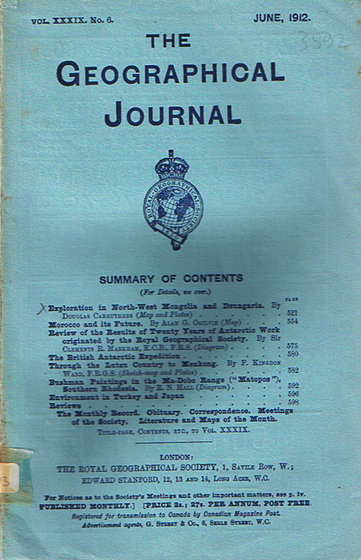 VOL. XXXIX. No. 6. JUNE, 1912.
3592
THE
GEOGRAPHICAL
JOURNAL
ROYAL GEOGRAPHICAL SOCIETY
SUMMARY OF CONTENTS
(For Details, see over.)
PAGE
Exploration in North-West Mongolia and Dzungaria. By
DOUGLAS CARRUTHERS (Map and Plates) . . . 521
Morocco and its Future. By ALAN G. OGILVIE (Map) . . 554
Review of the Results of Twenty Years of Antarctic Work
originated by the Royal Geographical Society. By Sir
CLEMENTS R. MARKHAM, K.C.B., F.R.S. (Diagram) . . 575
The British Antarctic Expedition . . . 580
Through the Lutzu Country to Menkong. By F. KINGDON
WARD, F.R.G.S. (Sketch-map and Plates) . . . 582
Bushman Paintings in the Ma-Dobo Range ("Matopos"),
Southern Rhodesia. By R. N. HALL (Diagram) . . 592
Environment in Turkey and Japan . . . 596
Reviews . . . 598
The Monthly Record. Obituary. Correspondence. Meetings
of the Society. Literature and Maps of the Month.
TITLE-PAGE, CONTENTS, ETC., TO VOL. XXXIX.
LONDON:
THE ROYAL GEOGRAPHICAL SOCIETY, 1, SAVILE ROW, W.;
EDWARD STANFORD, 12, 13 AND 14, LONG ACRE, W.C.
For Notices as to the Society's Meetings and other important matters, see p. iv.
PUBLISHED MONTHLY.] [PRICE 2s.; 27s. PER ANNUM, POST FREE.
Registered for transmission to Canada by Canadian Magazine Post.
Advertisement agents, G. STREET & Co., 8, SERLE STREET, W.C.